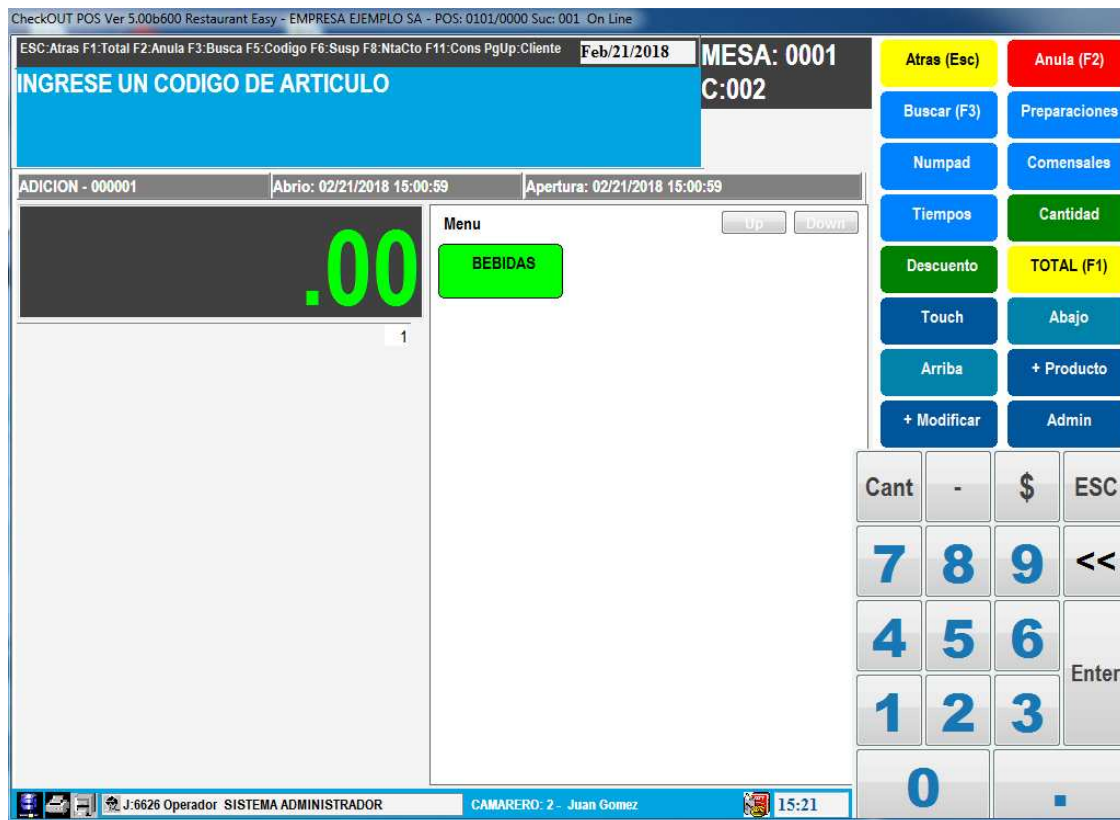 CheckOUT POS Ver 5.00b600 Restaurant Easy - EMPRESA EJEMPLO SA - POS: 0101/0000 Suc: 001 On Line
ESC:Atras F1:Total F2:Anula F3:Busca F5:Codigo F6:Susp F8:NtaCto F11:Cons PgUp:Cliente
Feb/21/2018
MESA: 0001
C:002
INGRESE UN CODIGO DE ARTICULO
ADICION - 000001
Abrio: 02/21/2018 15:00:59
Apertura: 02/21/2018 15:00:59
.00
1
Menu
Up
Down
BEBIDAS
Atras (Esc)
Anula (F2)
Buscar (F3)
Preparaciones
Numpad
Comensales
Tiempos
Cantidad
Descuento
TOTAL (F1)
Touch
Abajo
Arriba
+ Producto
+ Modificar
Admin
Cant
-
$
ESC
7
8
9
<<
4
5
6
Enter
1
2
3
0
.
J:6626 Operador SISTEMA ADMINISTRADOR
CAMARERO: 2 - Juan Gomez
15:21